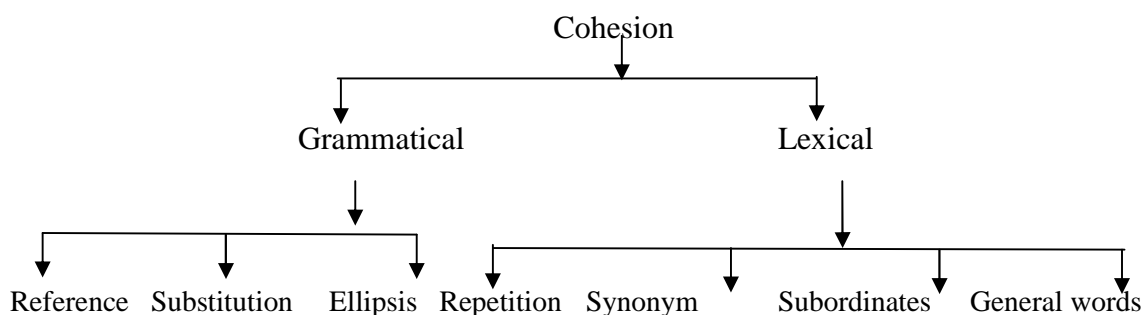 Cohesion
Grammatical Lexical
Reference Substitution Ellipsis Repetition Synonym Subordinates General words